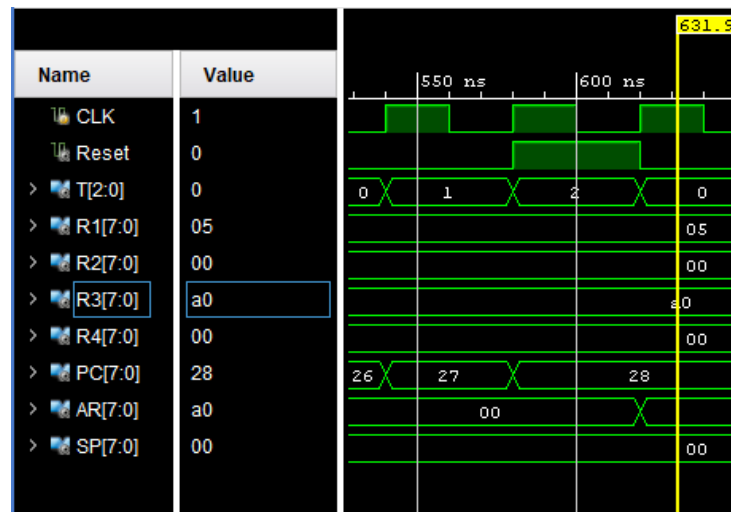 631.9
Name Value 550 ns 600 ns
CLK 1
Reset 0
> T[2:0] 0 0 1 2 0
> R1[7:0] 05 05
> R2[7:0] 00 00
> R3[7:0] a0 a0
> R4[7:0] 00 00
> PC[7:0] 28 26 27 28
> AR[7:0] a0 00
> SP[7:0] 00 00